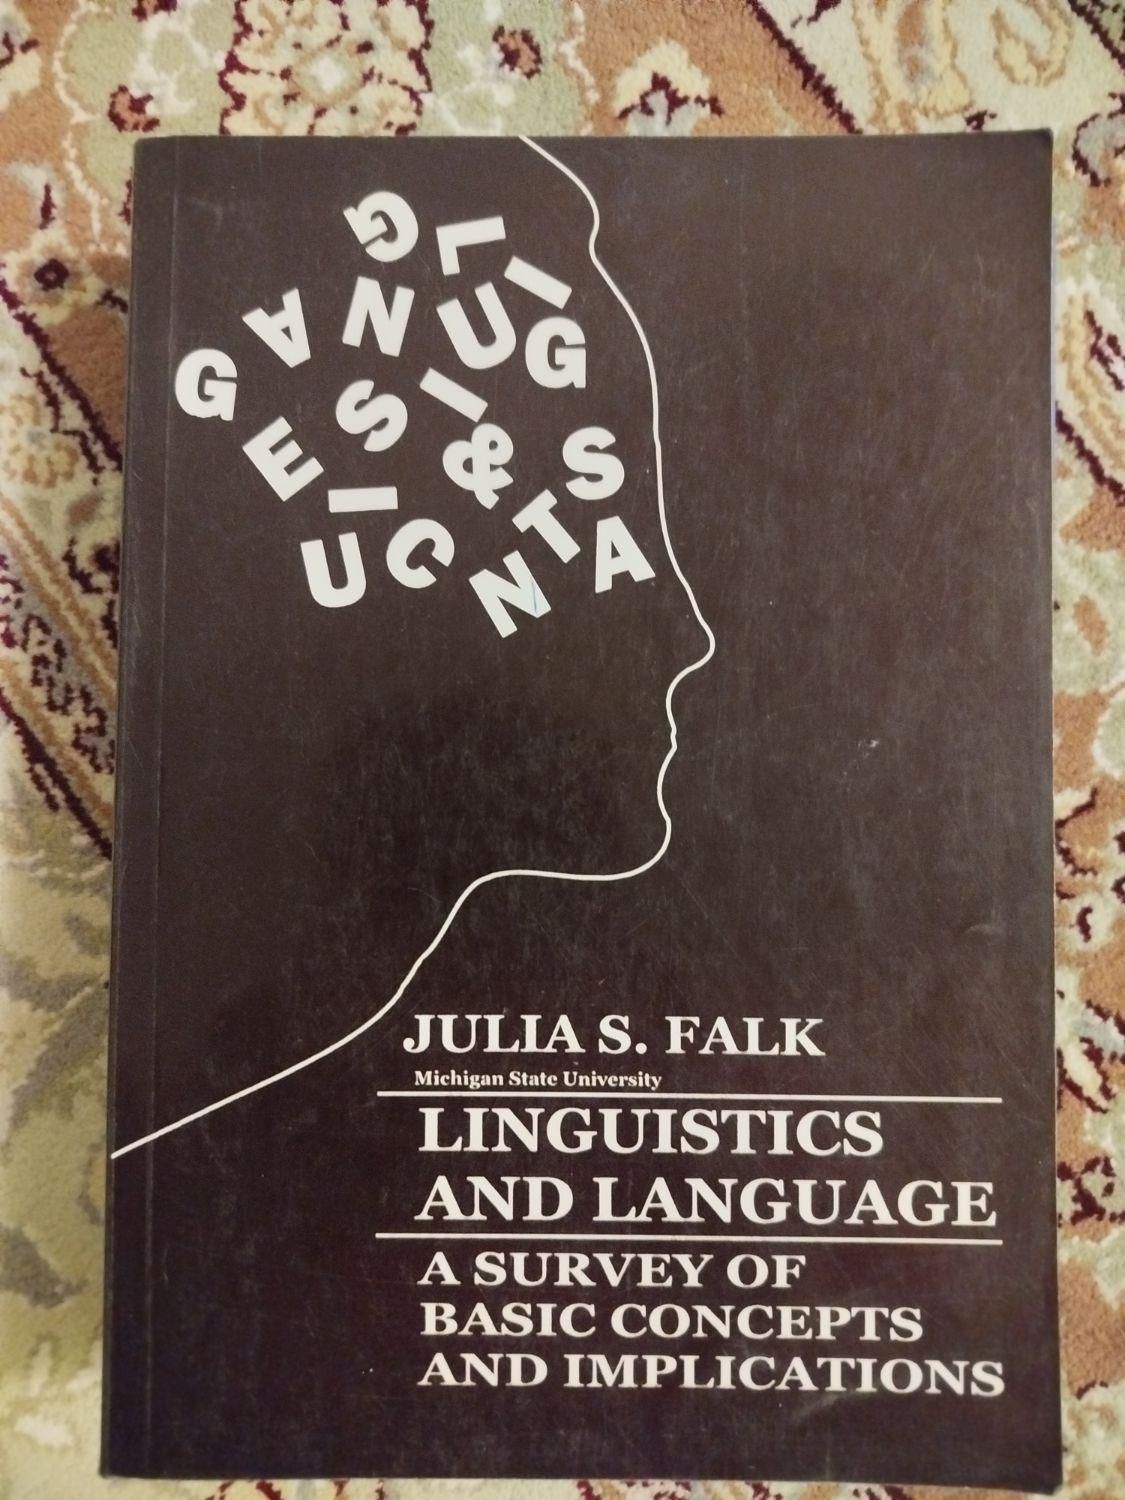 G L I
A N U G
G S I
E & S
I T
U C N A
JULIA S. FALK
Michigan State University
LINGUISTICS
AND LANGUAGE
A SURVEY OF
BASIC CONCEPTS
AND IMPLICATIONS